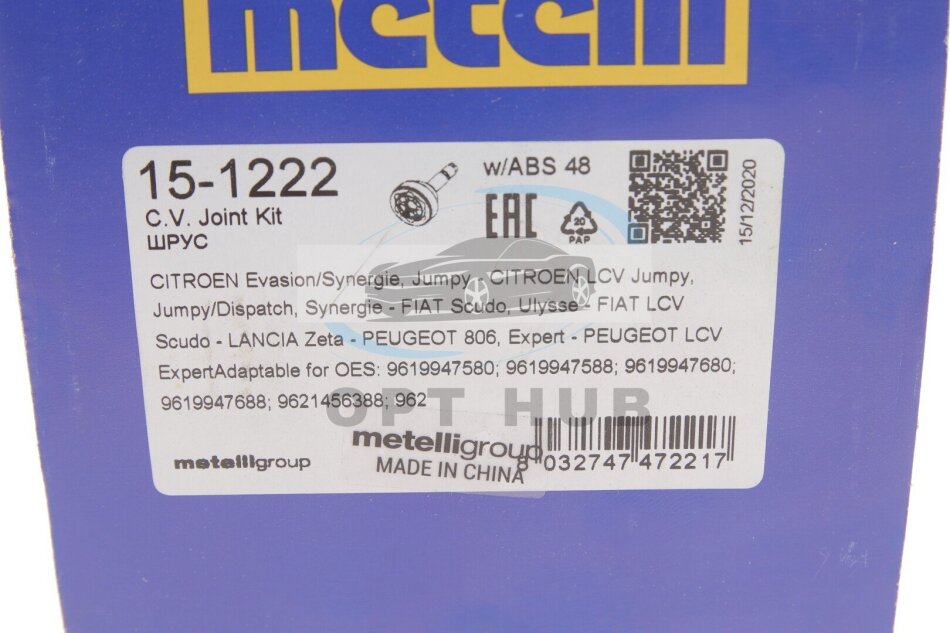 metelli
15-1222
C.V. Joint Kit
ШРУС
w/ABS 48
EAC
20
PAP
15/12/2020
CITROEN Evasion/Synergie, Jumpy - CITROEN LCV Jumpy,
Jumpy/Dispatch, Synergie - FIAT Scudo, Ulysse - FIAT LCV
Scudo - LANCIA Zeta - PEUGEOT 806, Expert - PEUGEOT LCV
ExpertAdaptable for OES: 9619947580; 9619947588; 9619947680;
9619947688; 9621456388; 962
OPT HUB
metelligroup
metelligroup
MADE IN CHINA
8 032747 472217